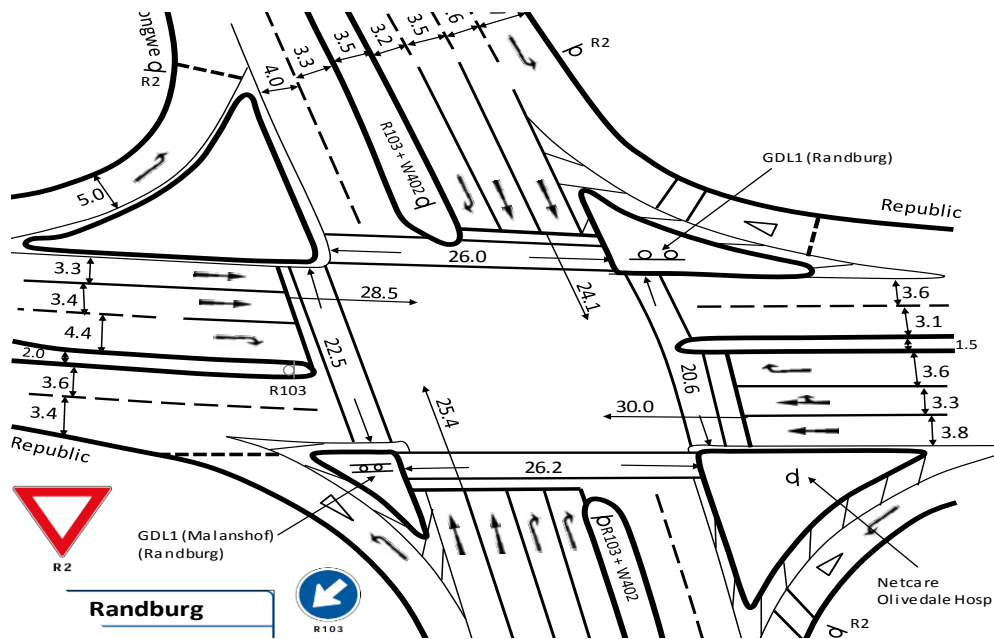 ongwe
R2
4.0
3.3
3.5
3.2
3.5
.6
R2
R103 + W402
GDL1 (Randburg)
Republic
5.0
26.0
28.5
24.1
3.3
3.4
4.4
2.0
3.6
3.4
R103
22.5
20.6
3.6
3.1
1.5
3.6
3.3
3.8
25.4
30.0
Republic
26.2
GDL1 (Malanshof)
(Randburg)
R103 + W402
Netcare
Olivedale Hosp
R2
R2
Randburg
R103